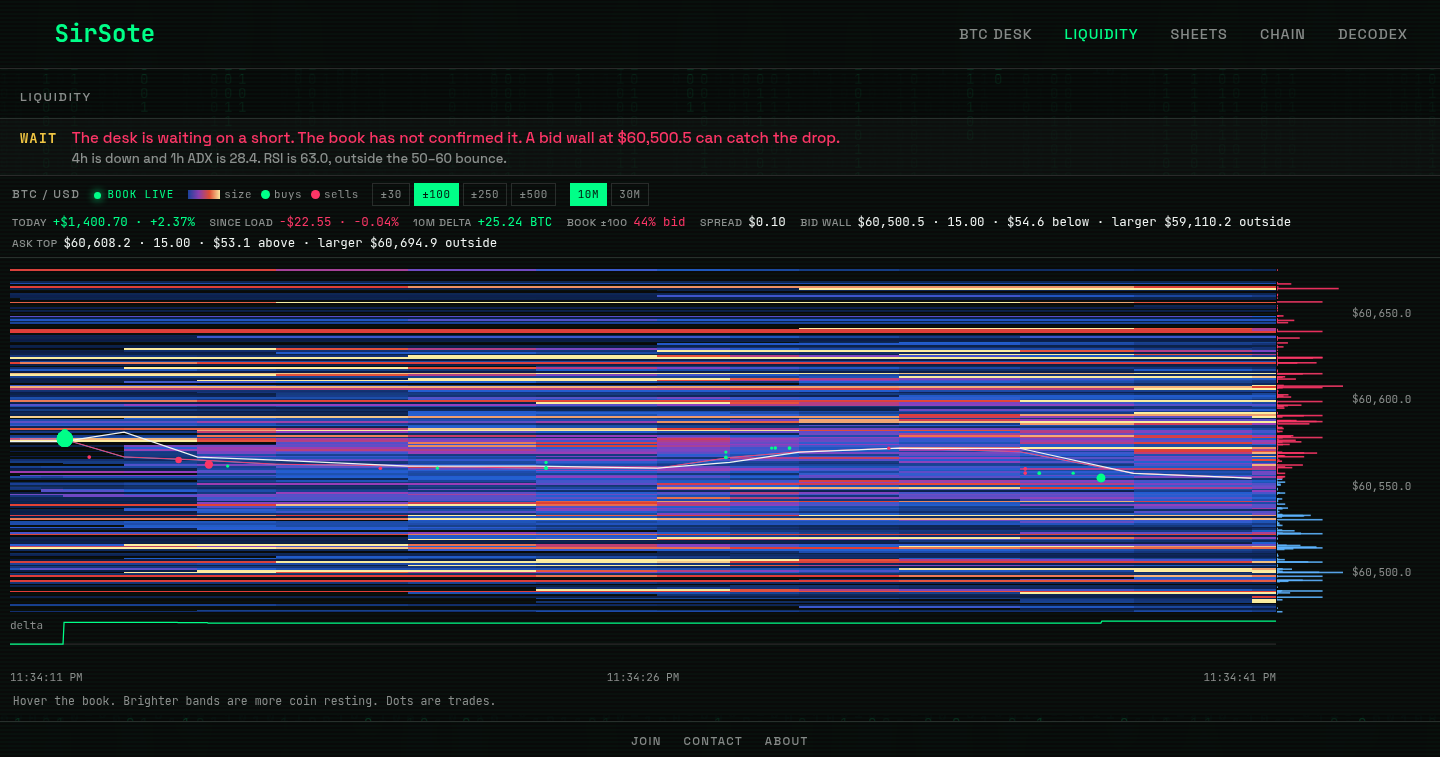 SirSote
BTC DESK LIQUIDITY SHEETS CHAIN DECODEX
LIQUIDITY
WAIT The desk is waiting on a short. The book has not confirmed it. A bid wall at $60,500.5 can catch the drop.
4h is down and 1h ADX is 28.4. RSI is 63.0, outside the 50–60 bounce.
BTC / USD BOOK LIVE size buys sells ±30 ±100 ±250 ±500 10M 30M
TODAY +$1,400.70 · +2.37% SINCE LOAD -$22.55 · -0.04% 10M DELTA +25.24 BTC BOOK ±100 44% bid SPREAD $0.10 BID WALL $60,500.5 · 15.00 · $54.6 below · larger $59,110.2 outside
ASK TOP $60,608.2 · 15.00 · $53.1 above · larger $60,694.9 outside
$60,650.0
$60,600.0
$60,550.0
$60,500.0
delta
11:34:11 PM 11:34:26 PM 11:34:41 PM
Hover the book. Brighter bands are more coin resting. Dots are trades.
JOIN CONTACT ABOUT